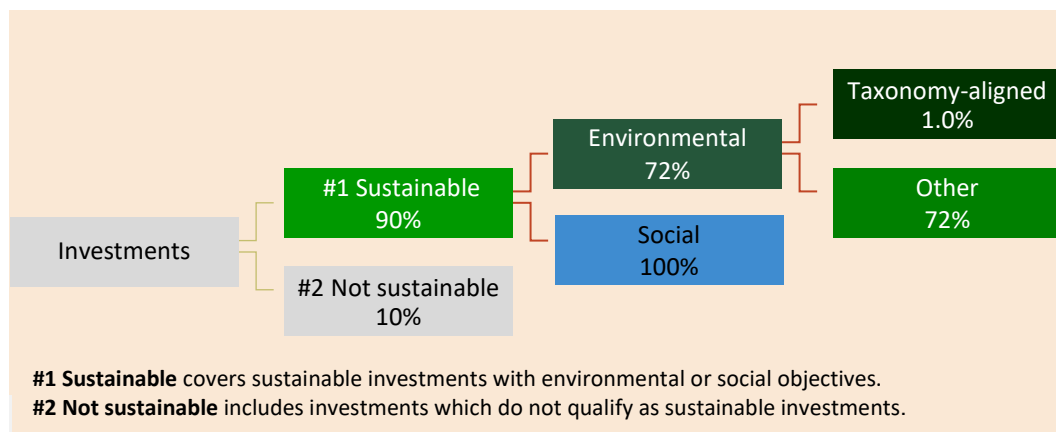 Taxonomy-aligned
1.0%
Environmental
72%
#1 Sustainable
90%
Other
72%
Investments
Social
100%
#2 Not sustainable
10%
#1 Sustainable covers sustainable investments with environmental or social objectives.
#2 Not sustainable includes investments which do not qualify as sustainable investments.